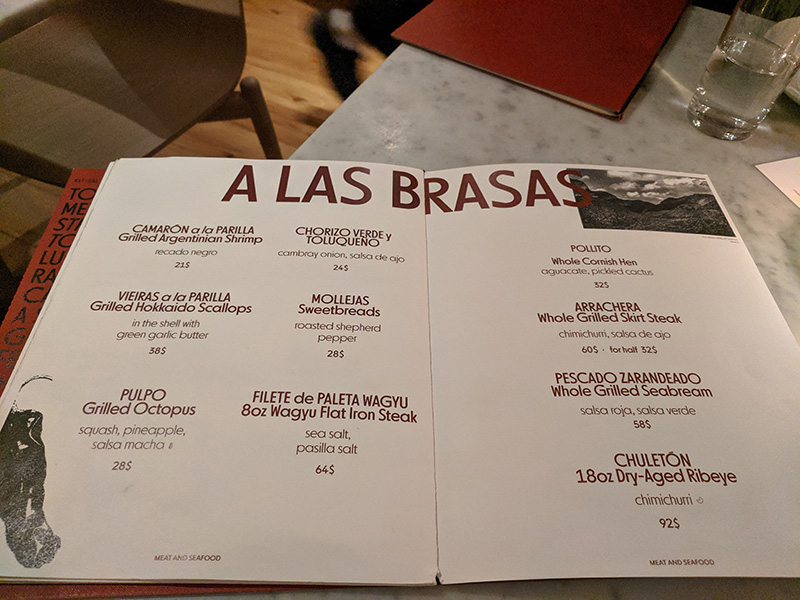 A LAS BRASAS
CAMARÓN a la PARILLA
Grilled Argentinian Shrimp
recado negro
21$
CHORIZO VERDE y
TOLUQUEÑO
cambray onion, salsa de ajo
24$
VIEIRAS a la PARILLA
Grilled Hokkaido Scallops
in the shell with
green garlic butter
38$
MOLLEJAS
Sweetbreads
roasted shepherd
pepper
28$
PULPO
Grilled Octopus
squash, pineapple,
salsa macha
28$
FILETE de PALETA WAGYU
8oz Wagyu Flat Iron Steak
sea salt,
pasilla salt
64$
MEAT AND SEAFOOD
POLLITO
Whole Cornish Hen
aguacate, pickled cactus
32$
ARRACHERA
Whole Grilled Skirt Steak
chimichurri, salsa de ajo
60$ · for half 32$
PESCADO ZARANDEADO
Whole Grilled Seabream
salsa roja, salsa verde
58$
CHULETÓN
18oz Dry-Aged Ribeye
chimichurri
92$
MEAT AND SEAFOOD